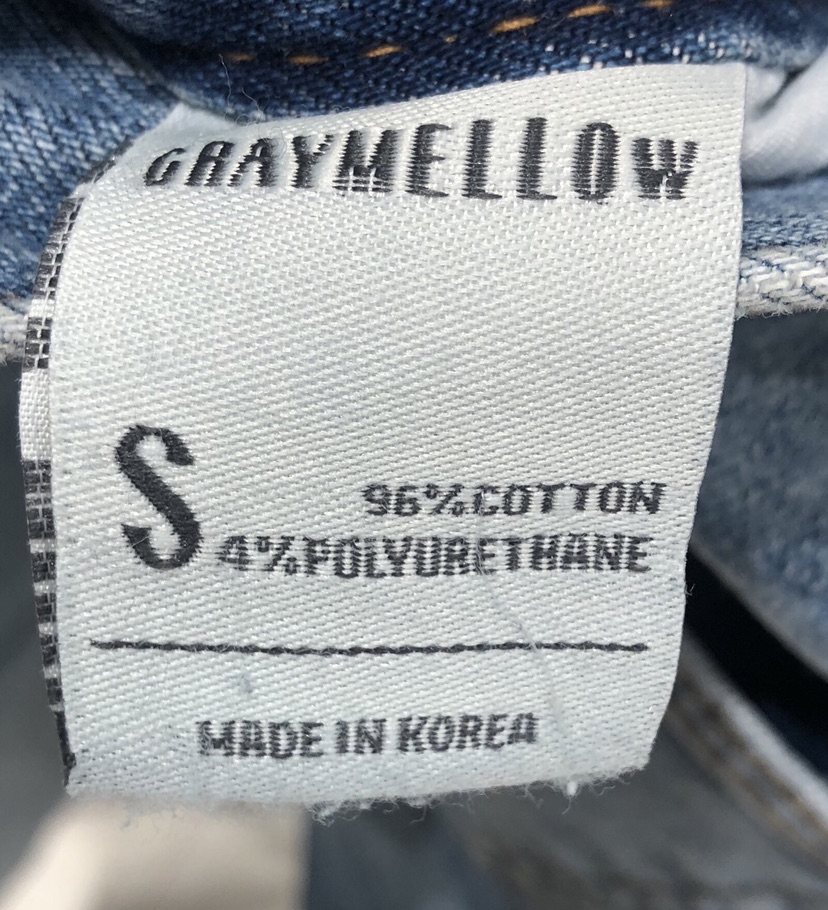 GRAYMELLOW
S
96%COTTON
4%POLYURETHANE
MADE IN KOREA